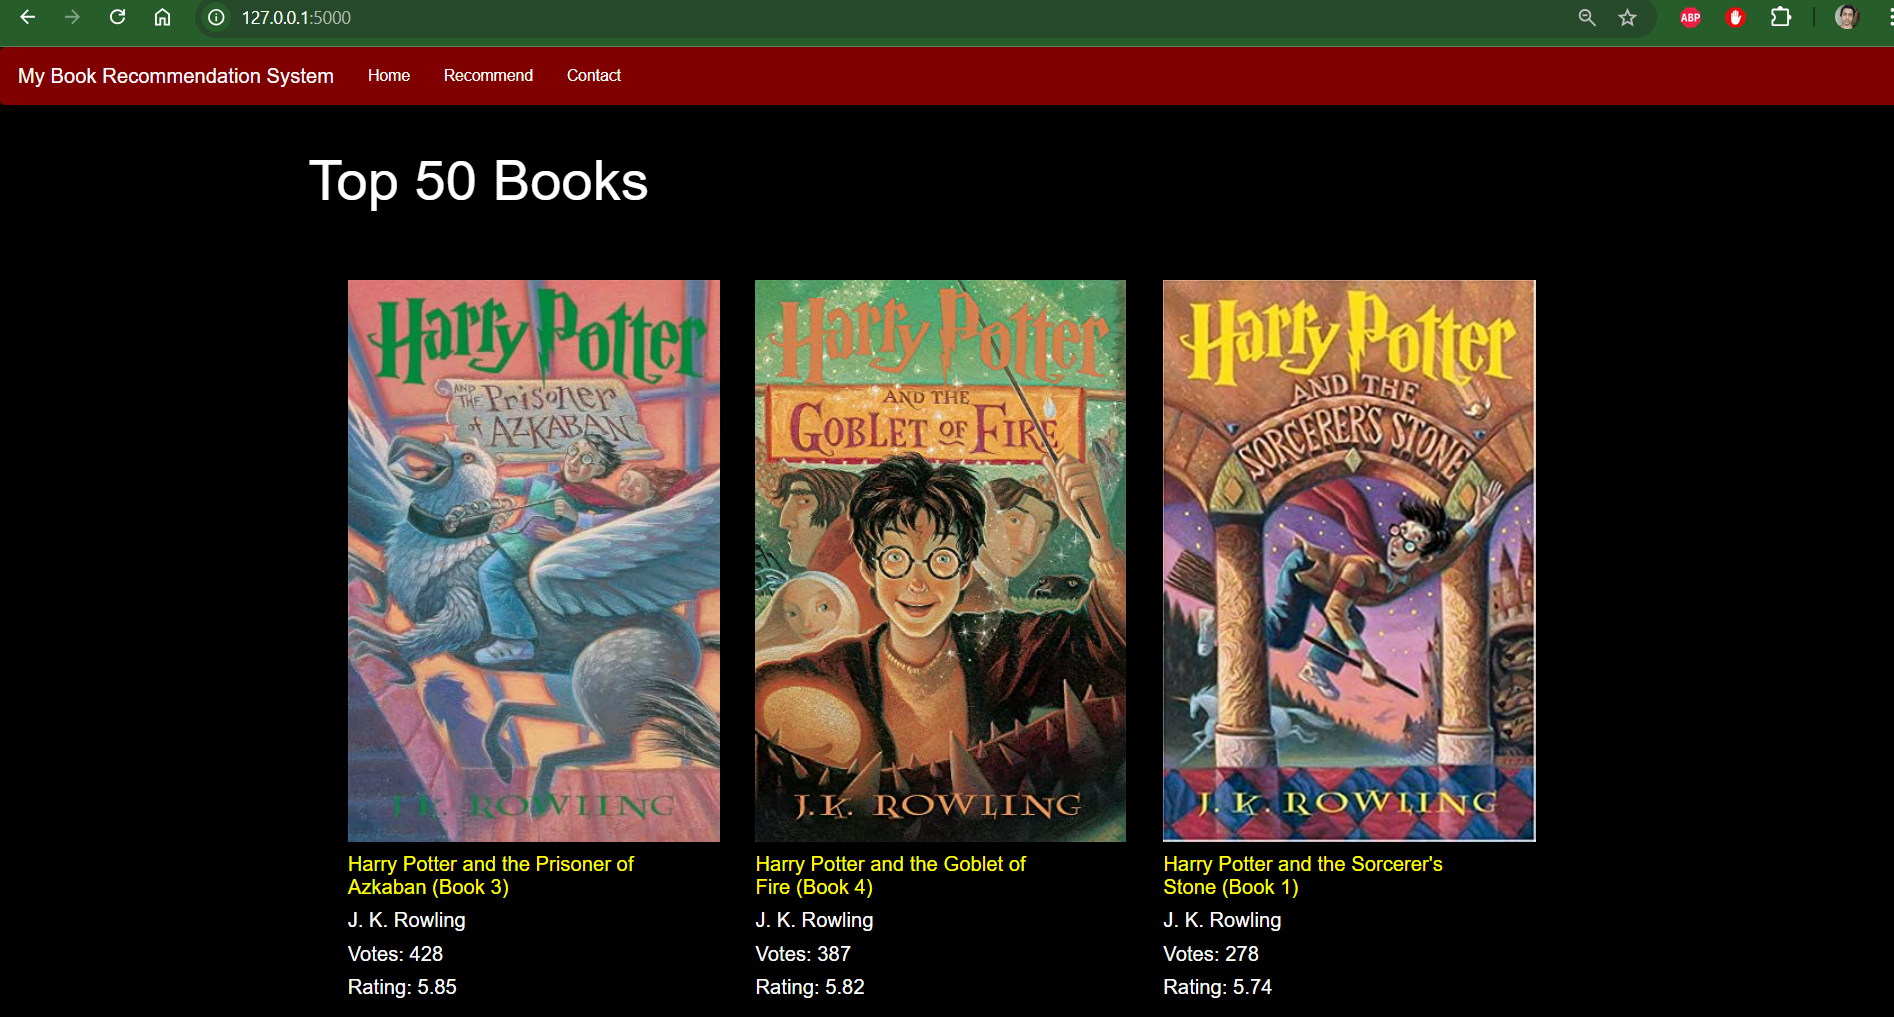 127.0.0.1:5000
ABP
My Book Recommendation System Home Recommend Contact
Top 50 Books
Harry Potter
AND THE Prisoner
of AZKABAN
J.K. ROWLING
Harry Potter
AND THE
GOBLET OF FIRE
J.K. ROWLING
Harry Potter
AND THE
SORCERER'S STONE
J.K. ROWLING
Harry Potter and the Prisoner of
Azkaban (Book 3)
J. K. Rowling
Votes: 428
Rating: 5.85
Harry Potter and the Goblet of
Fire (Book 4)
J. K. Rowling
Votes: 387
Rating: 5.82
Harry Potter and the Sorcerer's
Stone (Book 1)
J. K. Rowling
Votes: 278
Rating: 5.74